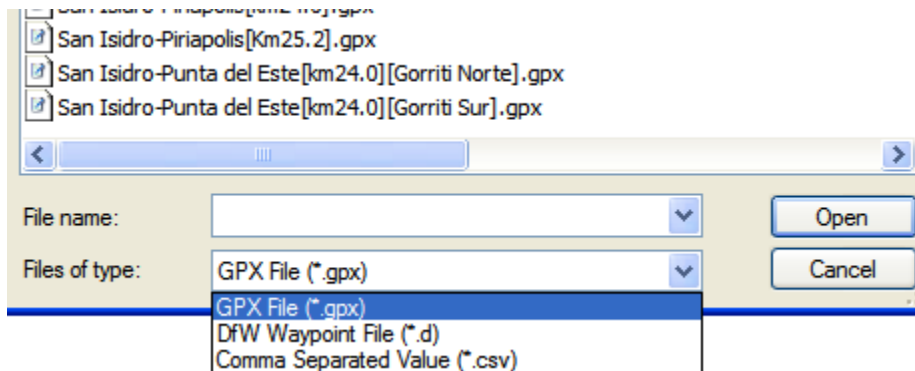 San Isidro-Piriapolis[Km25.2].gpx
San Isidro-Punta del Este[km24.0][Gorriti Norte].gpx
San Isidro-Punta del Este[km24.0][Gorriti Sur].gpx
File name:
Open
Files of type:
GPX File (*.gpx)
Cancel
GPX File (*.gpx)
DfW Waypoint File (*.d)
Comma Separated Value (*.csv)